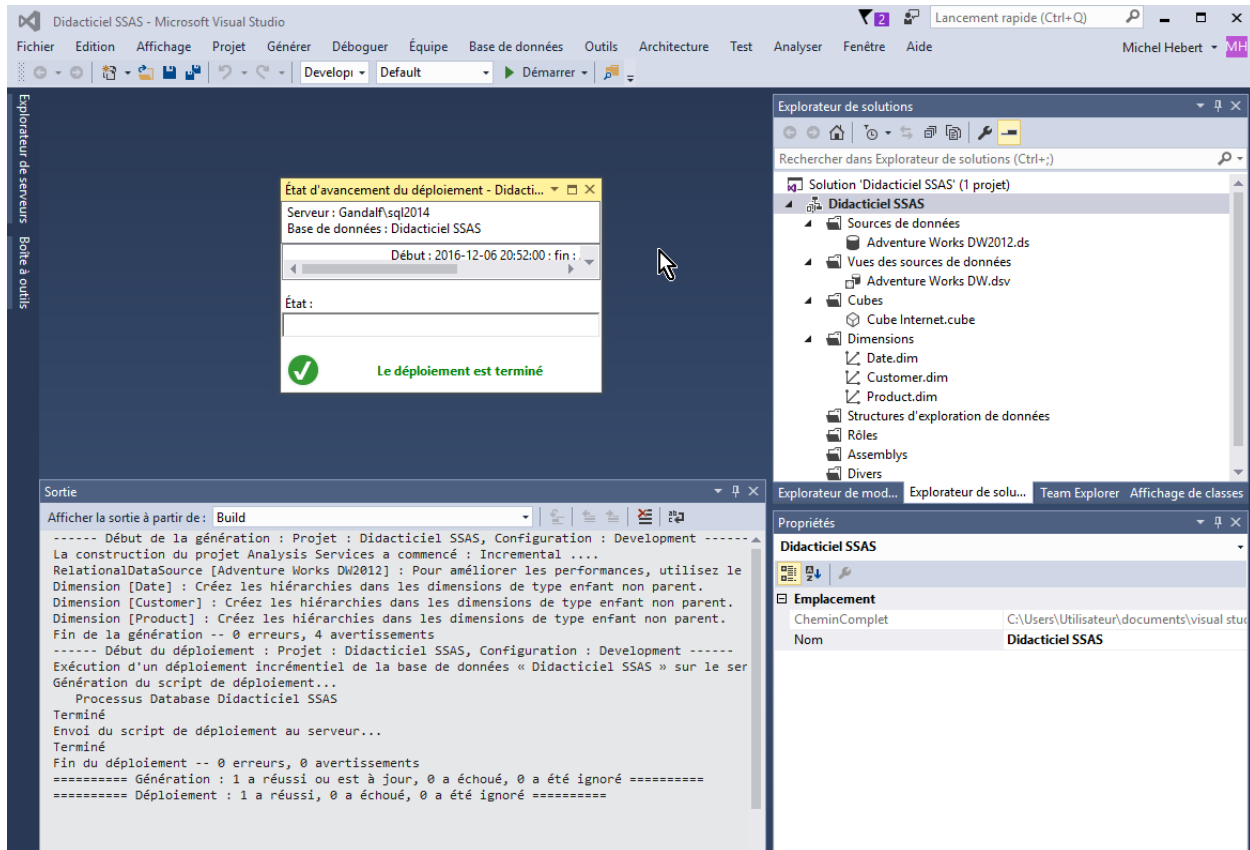 Didacticiel SSAS - Microsoft Visual Studio
2
Lancement rapide (Ctrl+Q)
Fichier Edition Affichage Projet Générer Déboguer Équipe Base de données Outils Architecture Test Analyser Fenêtre Aide
Michel Hebert
MH
Developı Default Démarrer
Explorateur de serveurs
Boîte à outils
État d'avancement du déploiement - Didacti...
Serveur : Gandalf\sql2014
Base de données : Didacticiel SSAS
Début : 2016-12-06 20:52:00 : fin :
État :
Le déploiement est terminé
Explorateur de solutions
Rechercher dans Explorateur de solutions (Ctrl+;)
Solution 'Didacticiel SSAS' (1 projet)
Didacticiel SSAS
Sources de données
Adventure Works DW2012.ds
Vues des sources de données
Adventure Works DW.dsv
Cubes
Cube Internet.cube
Dimensions
Date.dim
Customer.dim
Product.dim
Structures d'exploration de données
Rôles
Assemblys
Divers
Explorateur de mod... Explorateur de solu... Team Explorer Affichage de classes
Sortie
Afficher la sortie à partir de : Build
------ Début de la génération : Projet : Didacticiel SSAS, Configuration : Development ------
La construction du projet Analysis Services a commencé : Incremental ....
RelationalDataSource [Adventure Works DW2012] : Pour améliorer les performances, utilisez le
Dimension [Date] : Créez les hiérarchies dans les dimensions de type enfant non parent.
Dimension [Customer] : Créez les hiérarchies dans les dimensions de type enfant non parent.
Dimension [Product] : Créez les hiérarchies dans les dimensions de type enfant non parent.
Fin de la génération -- 0 erreurs, 4 avertissements
------ Début du déploiement : Projet : Didacticiel SSAS, Configuration : Development ------
Exécution d'un déploiement incrémentiel de la base de données « Didacticiel SSAS » sur le ser
Génération du script de déploiement...
Processus Database Didacticiel SSAS
Terminé
Envoi du script de déploiement au serveur...
Terminé
Fin du déploiement -- 0 erreurs, 0 avertissements
========== Génération : 1 a réussi ou est à jour, 0 a échoué, 0 a été ignoré ==========
========== Déploiement : 1 a réussi, 0 a échoué, 0 a été ignoré ==========
Propriétés
Didacticiel SSAS
Emplacement
CheminComplet C:\Users\Utilisateur\documents\visual stud
Nom Didacticiel SSAS